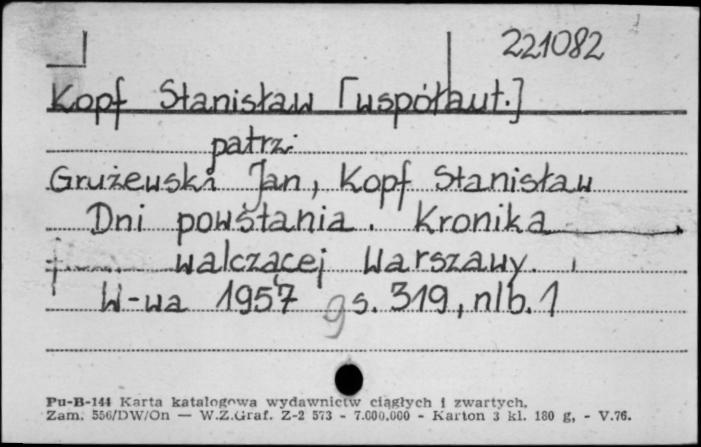 221082
Kopf Stanisław [współaut.]
patrz:
Grużewski Jan, Kopf Stanisław
Dni powstania. Kronika
walczącej Warszawy.
W-wa 1957 8° s. 319, nlb. 1
Pu-B-144 Karta katalogowa wydawnictw ciągłych i zwartych.
Zam. 556/DW/On — W.Z.Graf. Z-2 573 - 7.000.000 - Karton 3 kl. 180 g, - V.76.